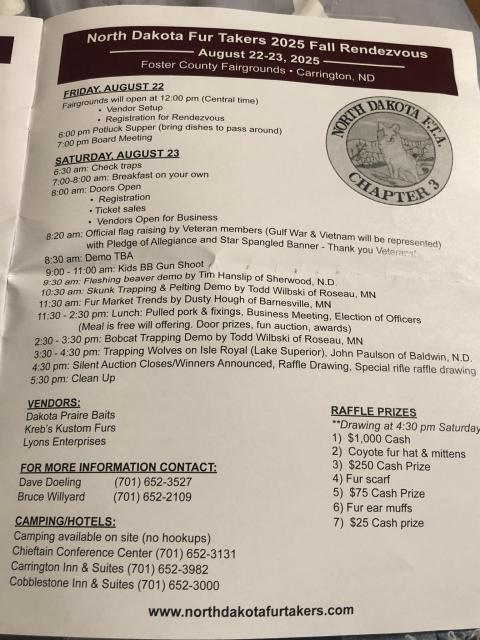 North Dakota Fur Takers 2025 Fall Rendezvous
August 22-23, 2025
Foster County Fairgrounds • Carrington, ND
FRIDAY, AUGUST 22
Fairgrounds will open at 12:00 pm (Central time)
• Vendor Setup
• Registration for Rendezvous
6:00 pm Potluck Supper (bring dishes to pass around)
7:00 pm Board Meeting
NORTH DAKOTA F.T.A.
CHAPTER 3
SATURDAY, AUGUST 23
6:30 am: Check traps
7:00-8:00 am: Breakfast on your own
8:00 am: Doors Open
• Registration
• Ticket sales
• Vendors Open for Business
8:20 am: Official flag raising by Veteran members (Gulf War & Vietnam will be represented)
with Pledge of Allegiance and Star Spangled Banner - Thank you Veterans!
8:30 am: Demo TBA
9:00 - 11:00 am: Kids BB Gun Shoot
9:30 am: Fleshing beaver demo by Tim Hanslip of Sherwood, N.D.
10:30 am: Skunk Trapping & Pelting Demo by Todd Wilbski of Roseau, MN
11:30 am: Fur Market Trends by Dusty Hough of Barnesville, MN
11:30 - 2:30 pm: Lunch: Pulled pork & fixings, Business Meeting, Election of Officers
(Meal is free will offering. Door prizes, fun auction, awards)
2:30 - 3:30 pm: Bobcat Trapping Demo by Todd Wilbski of Roseau, MN
3:30 - 4:30 pm: Trapping Wolves on Isle Royal (Lake Superior), John Paulson of Baldwin, N.D.
4:30 pm: Silent Auction Closes/Winners Announced, Raffle Drawing, Special rifle raffle drawing
5:30 pm: Clean Up
VENDORS:
Dakota Praire Baits
Kreb's Kustom Furs
Lyons Enterprises
FOR MORE INFORMATION CONTACT:
Dave Doeling (701) 652-3527
Bruce Willyard (701) 652-2109
CAMPING/HOTELS:
Camping available on site (no hookups)
Chieftain Conference Center (701) 652-3131
Carrington Inn & Suites (701) 652-3982
Cobblestone Inn & Suites (701) 652-3000
RAFFLE PRIZES
**Drawing at 4:30 pm Saturday
1) $1,000 Cash
2) Coyote fur hat & mittens
3) $250 Cash Prize
4) Fur scarf
5) $75 Cash Prize
6) Fur ear muffs
7) $25 Cash prize
www.northdakotafurtakers.com